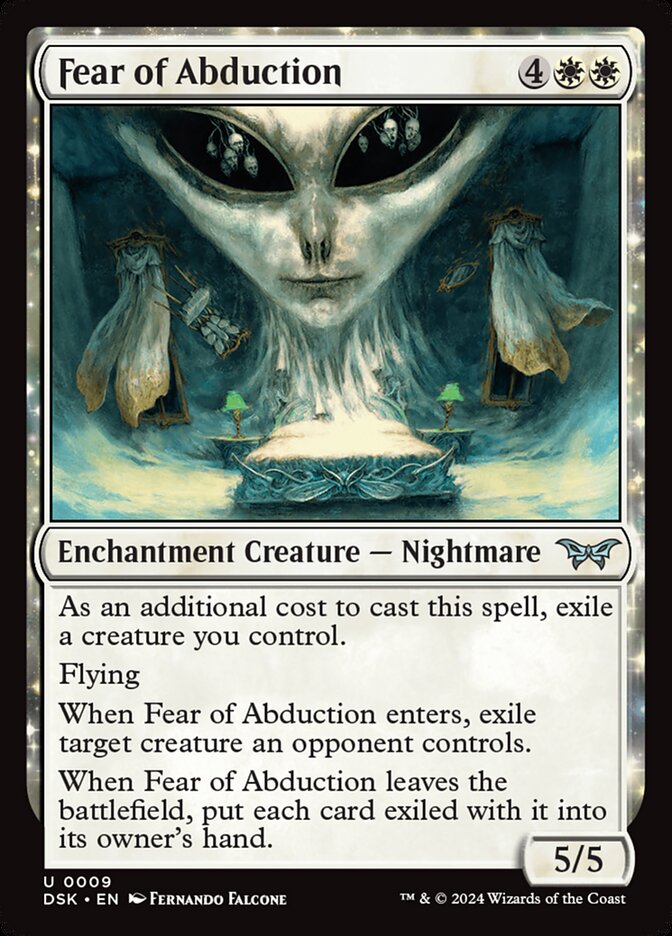 Fear of Abduction 4
Enchantment Creature — Nightmare
As an additional cost to cast this spell, exile
a creature you control.
Flying
When Fear of Abduction enters, exile
target creature an opponent controls.
When Fear of Abduction leaves the
battlefield, put each card exiled with it into
its owner's hand.
5/5
U 0009
DSK • EN Fernando Falcone ™ & © 2024 Wizards of the Coast